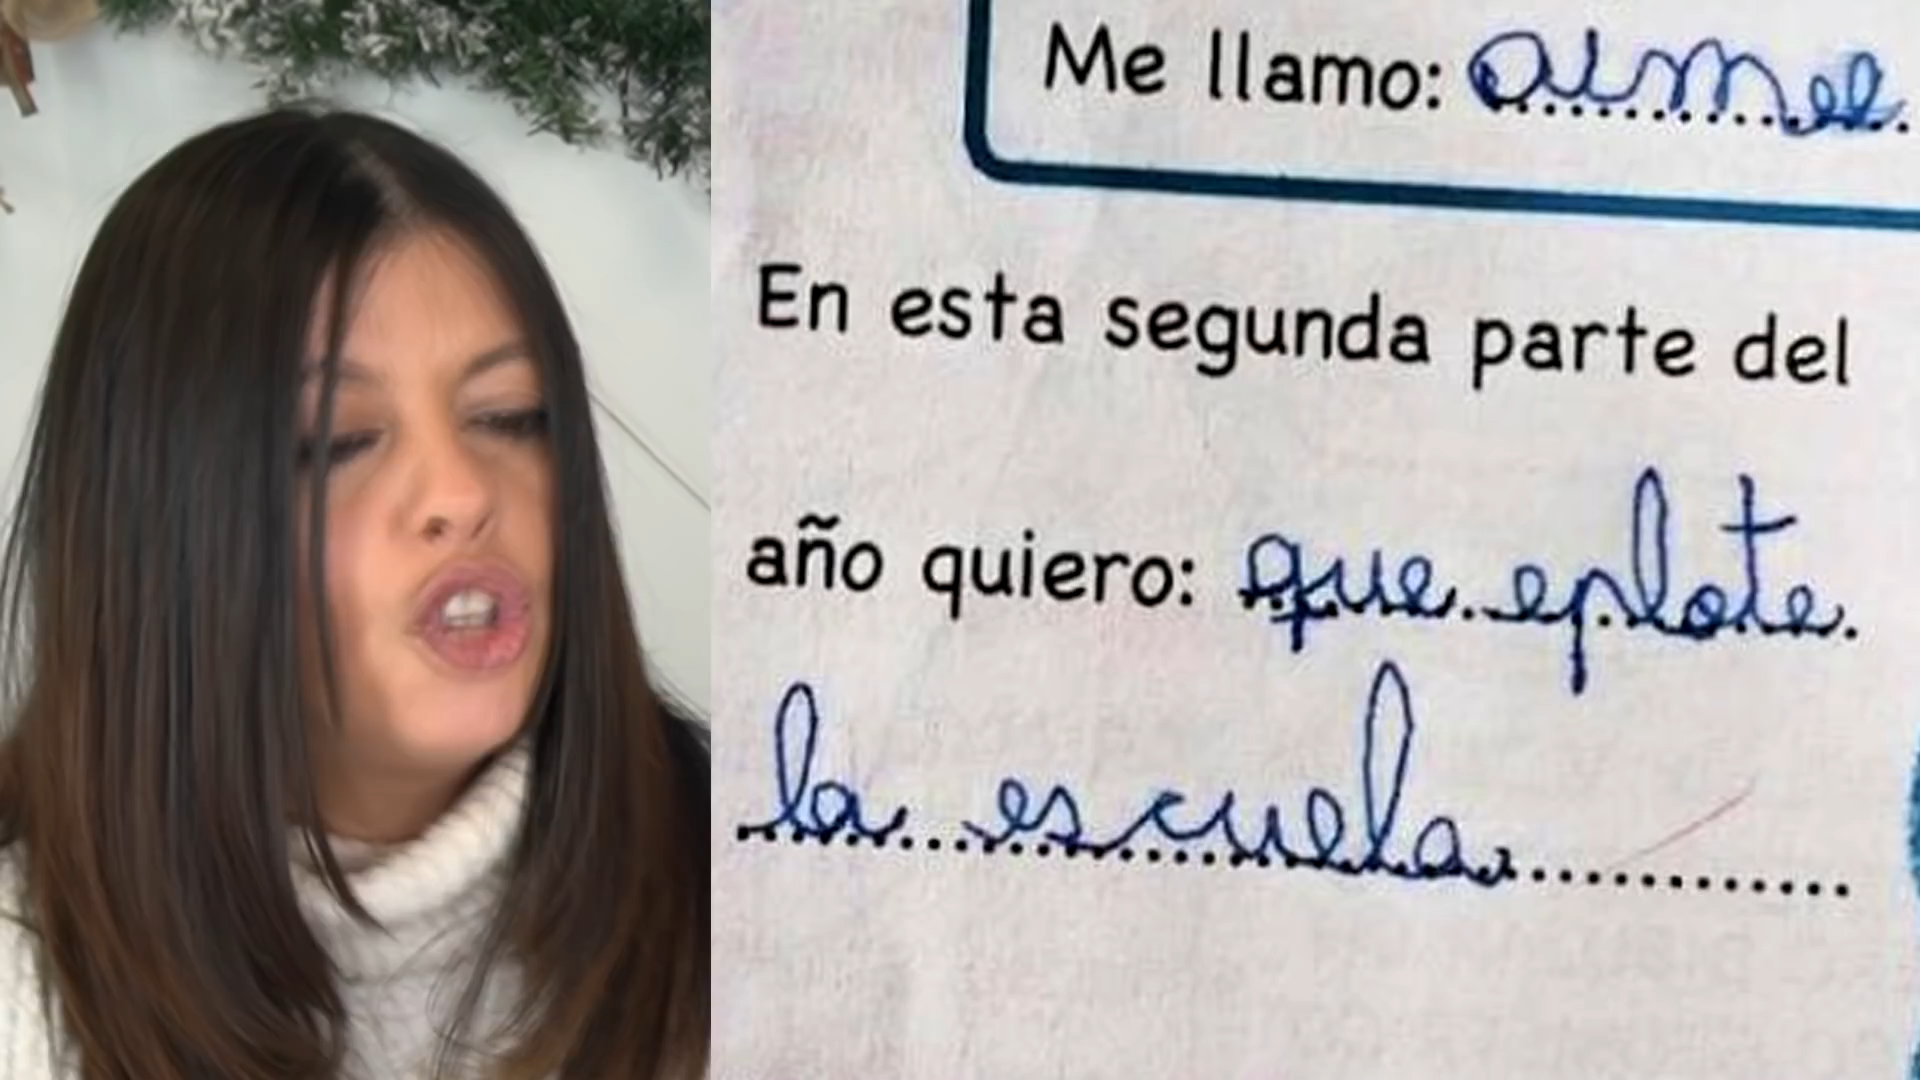 Me llamo: aimee
En esta segunda parte del
año quiero: que eplote
la escuela.